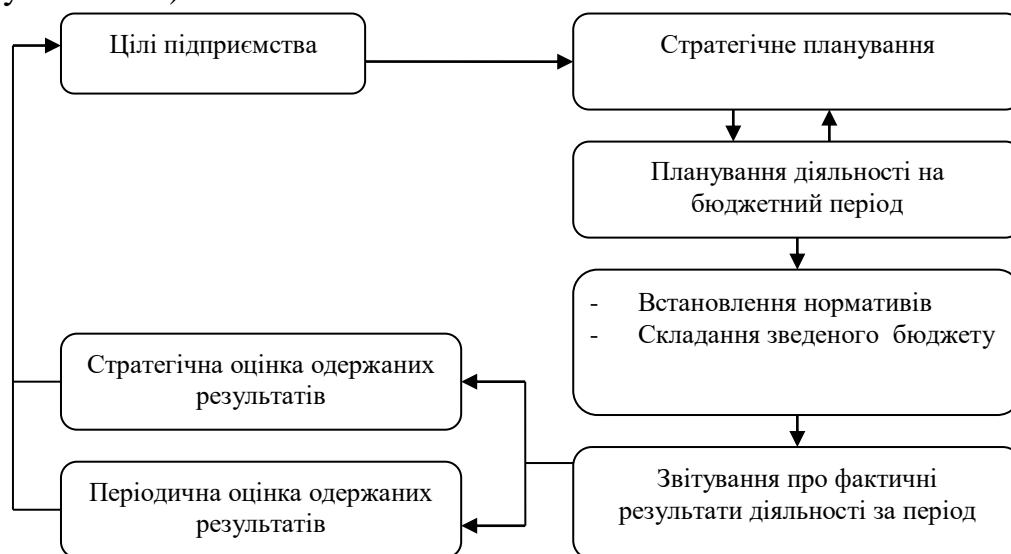 Цілі підприємства
Стратегічне планування
Планування діяльності на
бюджетний період
- Встановлення нормативів
- Складання зведеного бюджету
Стратегічна оцінка одержаних
результатів
Періодична оцінка одержаних
результатів
Звітування про фактичні
результати діяльності за період